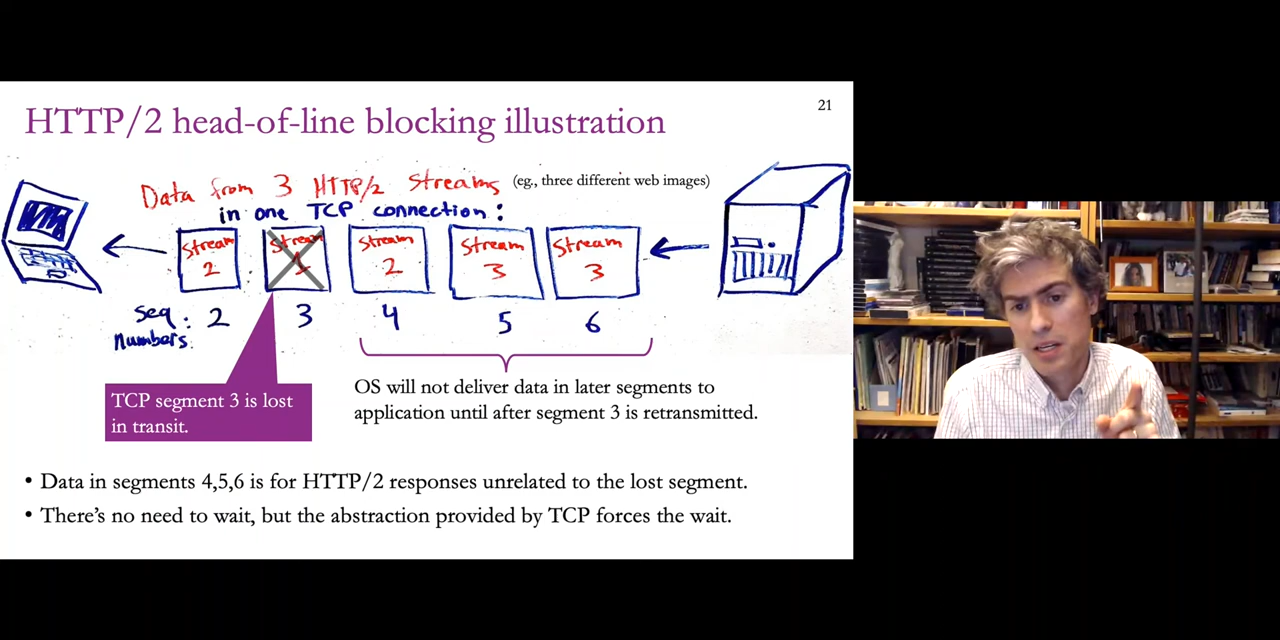 21
HTTP/2 head-of-line blocking illustration
Data from 3 HTTP/2 Streams (eg., three different web images)
in one TCP connection:
Stream 2
Stream 1
Stream 2
Stream 3
Stream 3
Seq. Numbers: 2 3 4 5 6
TCP segment 3 is lost
in transit.
OS will not deliver data in later segments to
application until after segment 3 is retransmitted.
• Data in segments 4,5,6 is for HTTP/2 responses unrelated to the lost segment.
• There's no need to wait, but the abstraction provided by TCP forces the wait.